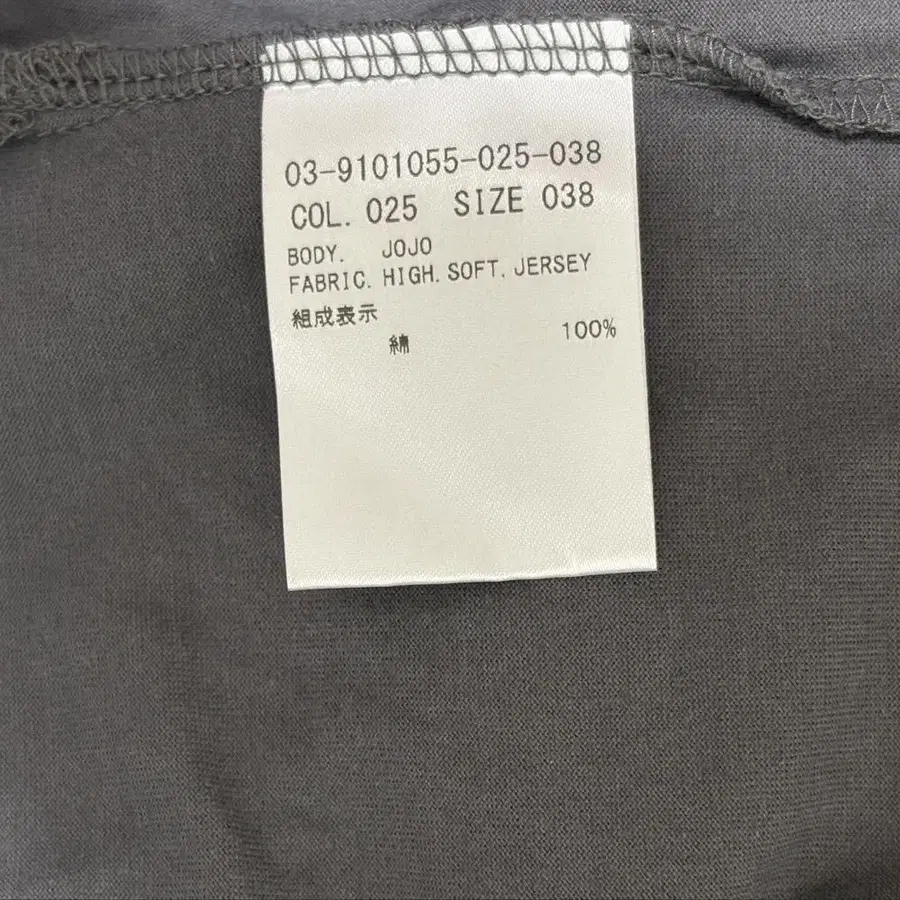 03-9101055-025-038
COL. 025 SIZE 038
BODY. JOJO
FABRIC. HIGH. SOFT. JERSEY
組成表示
綿 100%